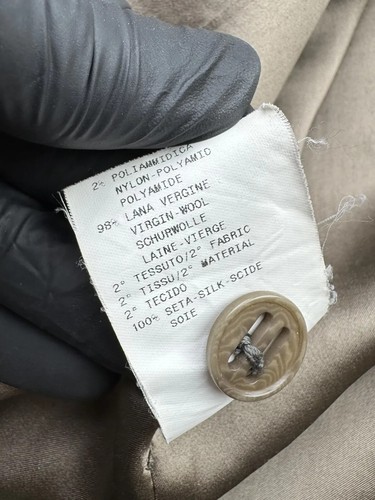 2% POLIAMMIDICA
NYLON-POLYAMID
POLYAMIDE
98% LANA VERGINE
VIRGIN-WOOL
SCHURWOLLE
LAINE-VIERGE
2° TESSUTO/2° FABRIC
2° TISSU/2° MATERIAL
2° TECIDO
100% SETA-SILK-SCIDE
SOIE